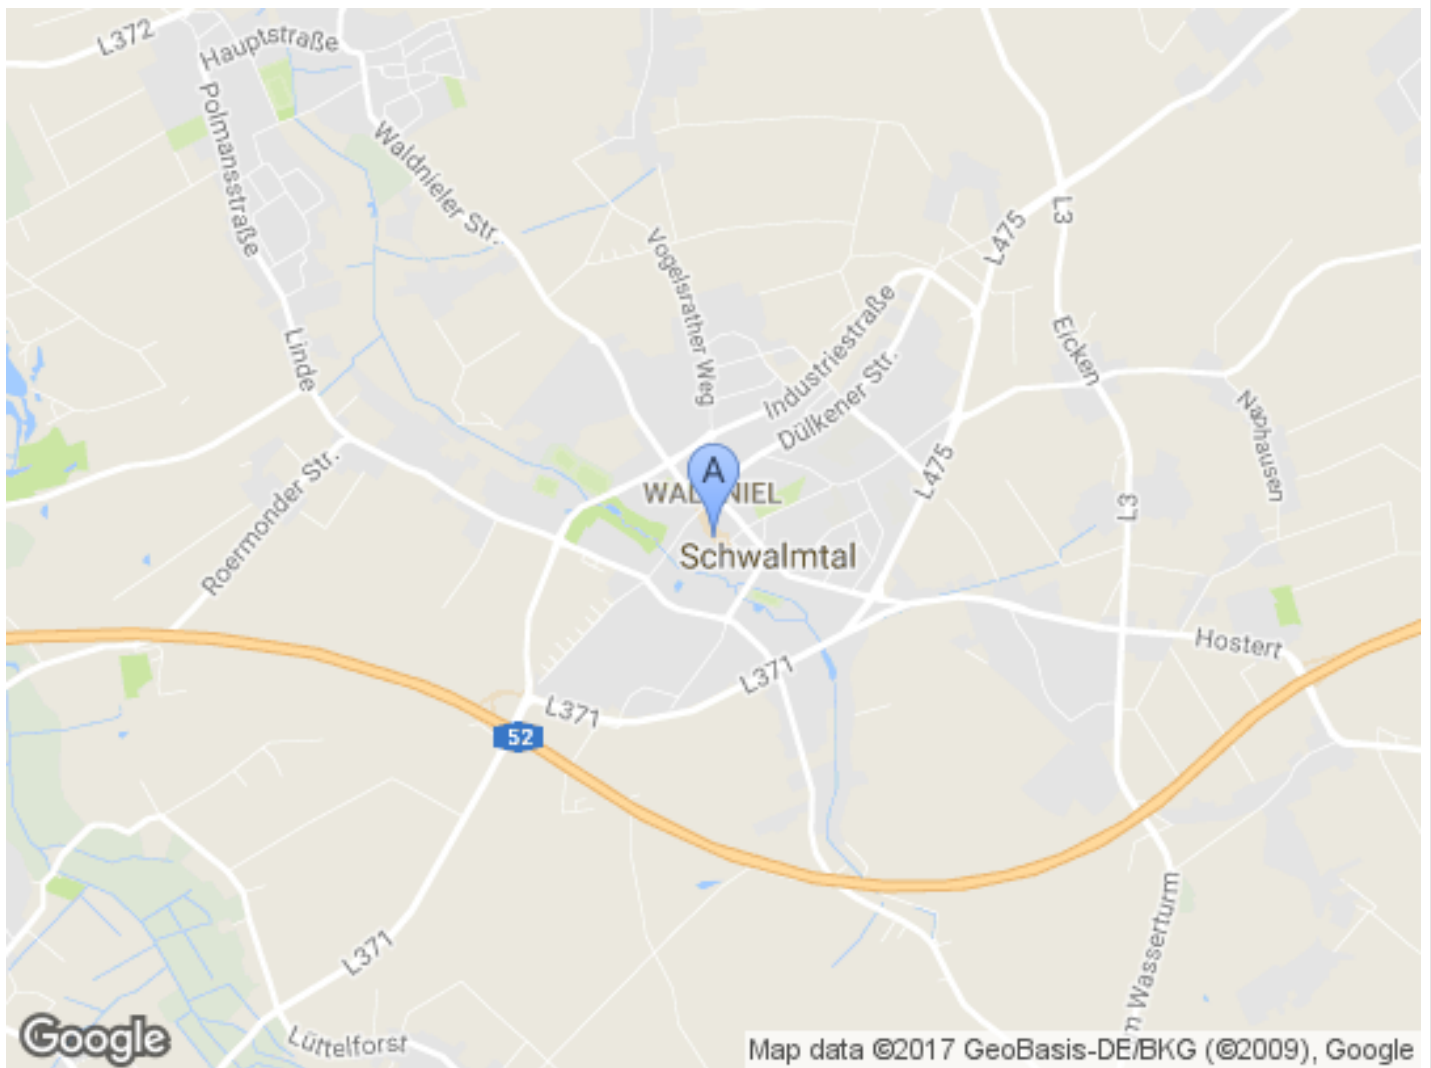 L372
Hauptstraße
Polmansstraße
Waldnieler Str.
L3
L475
Vogelsrather Weg
Industriestraße
Eicken
Linde
Dülkener Str.
Naphausen
L475
Roermonder Str.
A
WALDNIEL
L3
Schwalmtal
Hostert
L371
L371
52
L371
m Wasserturm
Lüttelforst
Google
Map data ©2017 GeoBasis-DE/BKG (©2009), Google